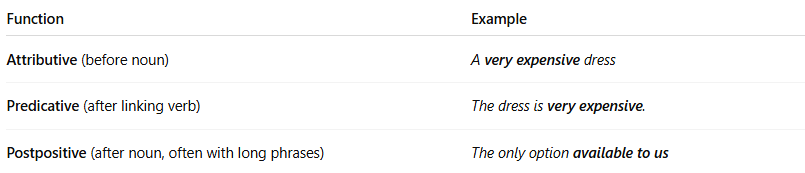 Function Example
Attributive (before noun) A very expensive dress
Predicative (after linking verb) The dress is very expensive.
Postpositive (after noun, often with long phrases) The only option available to us